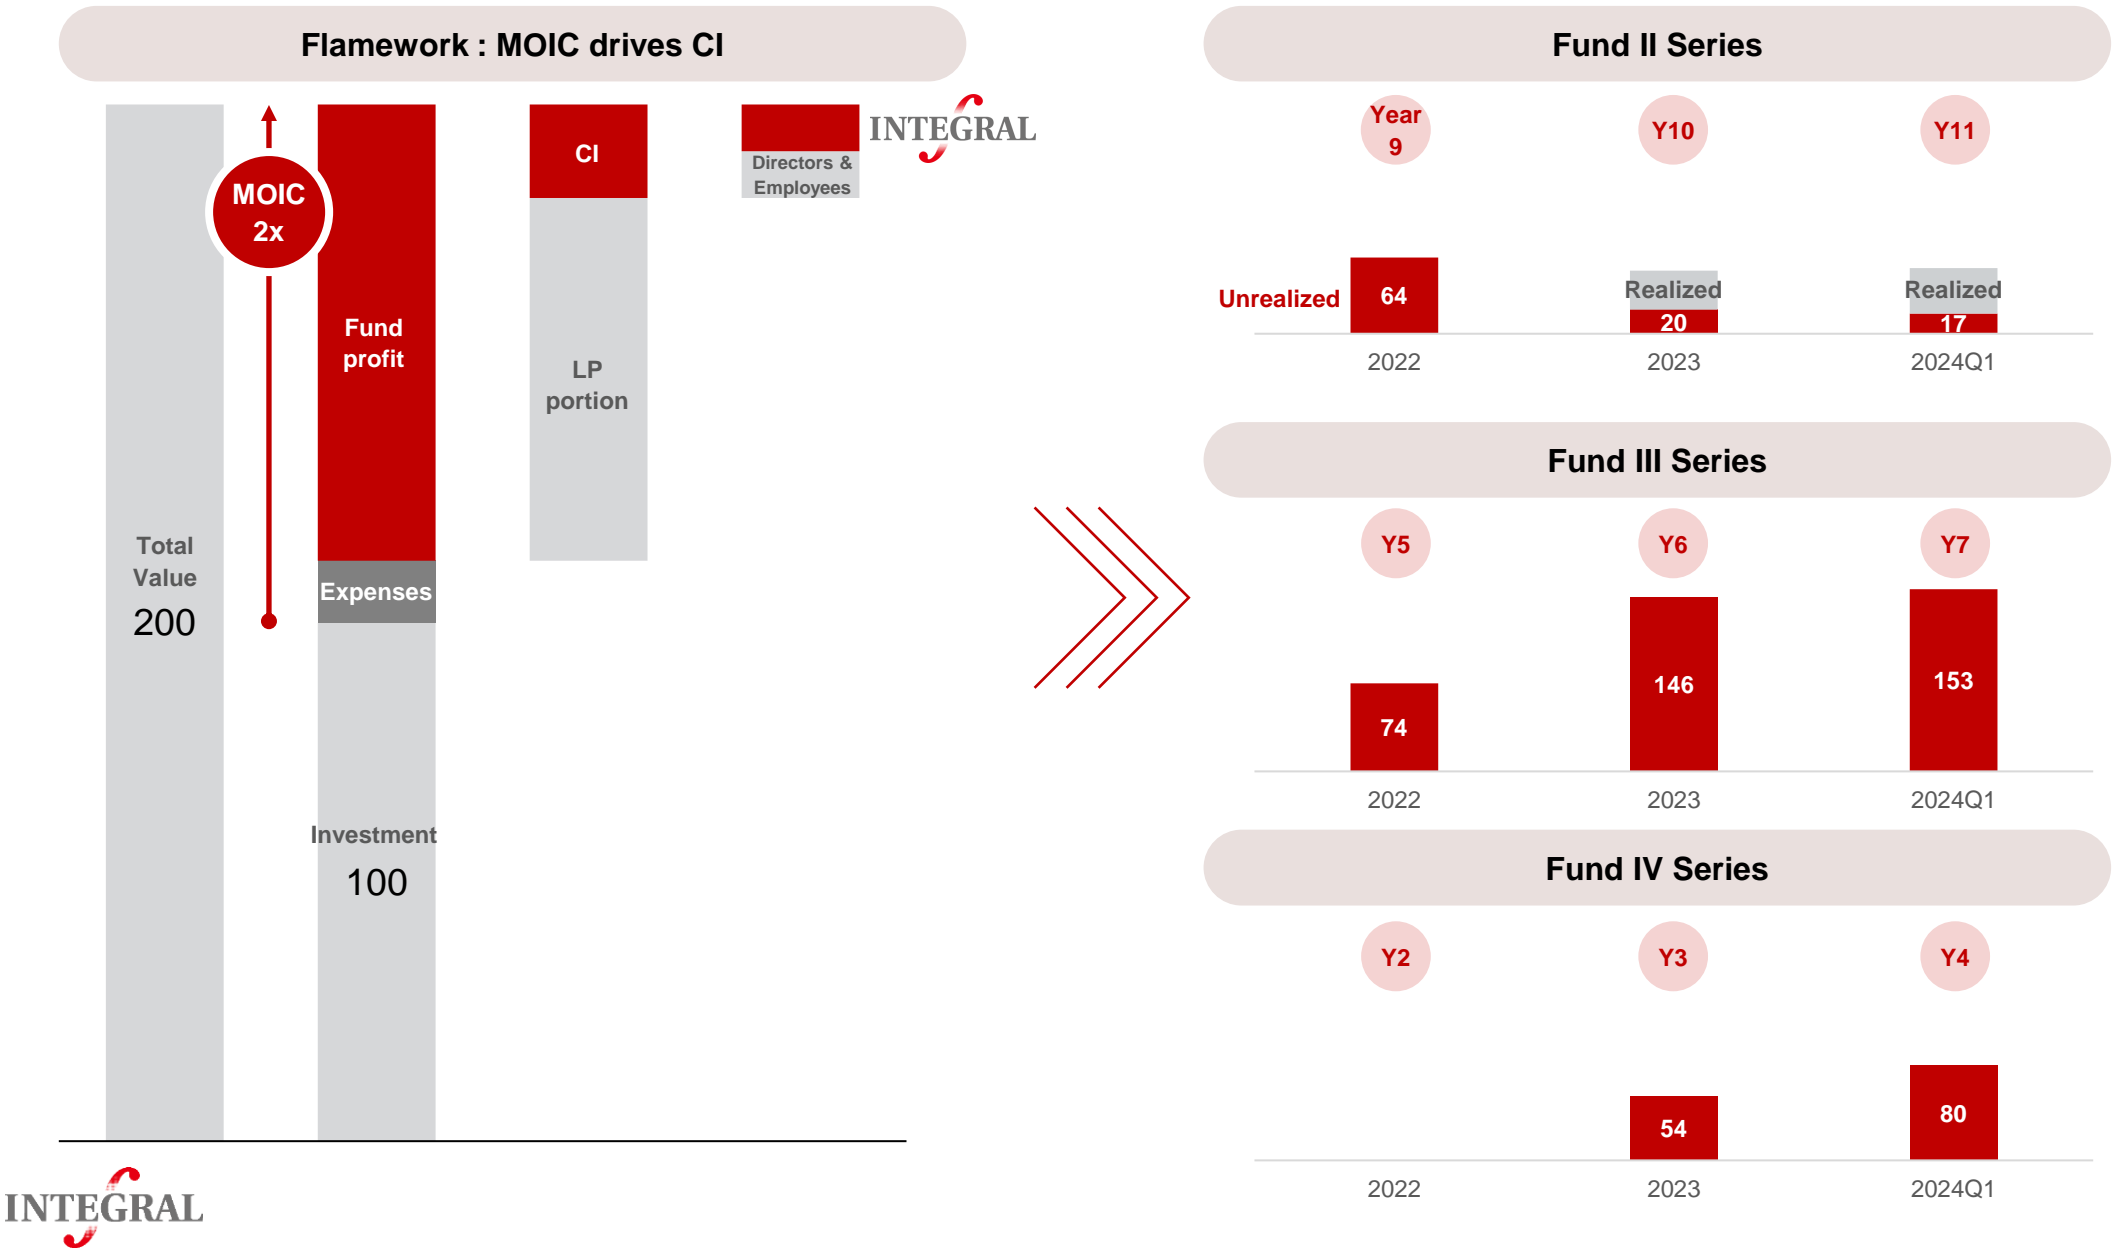 Flamework : MOIC drives CI
Total
Value
200
MOIC
2x
Fund
profit
Expenses
Investment
100
CI
LP
portion
INTEGRAL
Directors &
Employees
Fund II Series
Year
9
Y10
Y11
Unrealized
64
Realized
20
Realized
17
2022
2023
2024Q1
Fund III Series
Y5
Y6
Y7
74
146
153
2022
2023
2024Q1
Fund IV Series
Y2
Y3
Y4
54
80
2022
2023
2024Q1
INTEGRAL